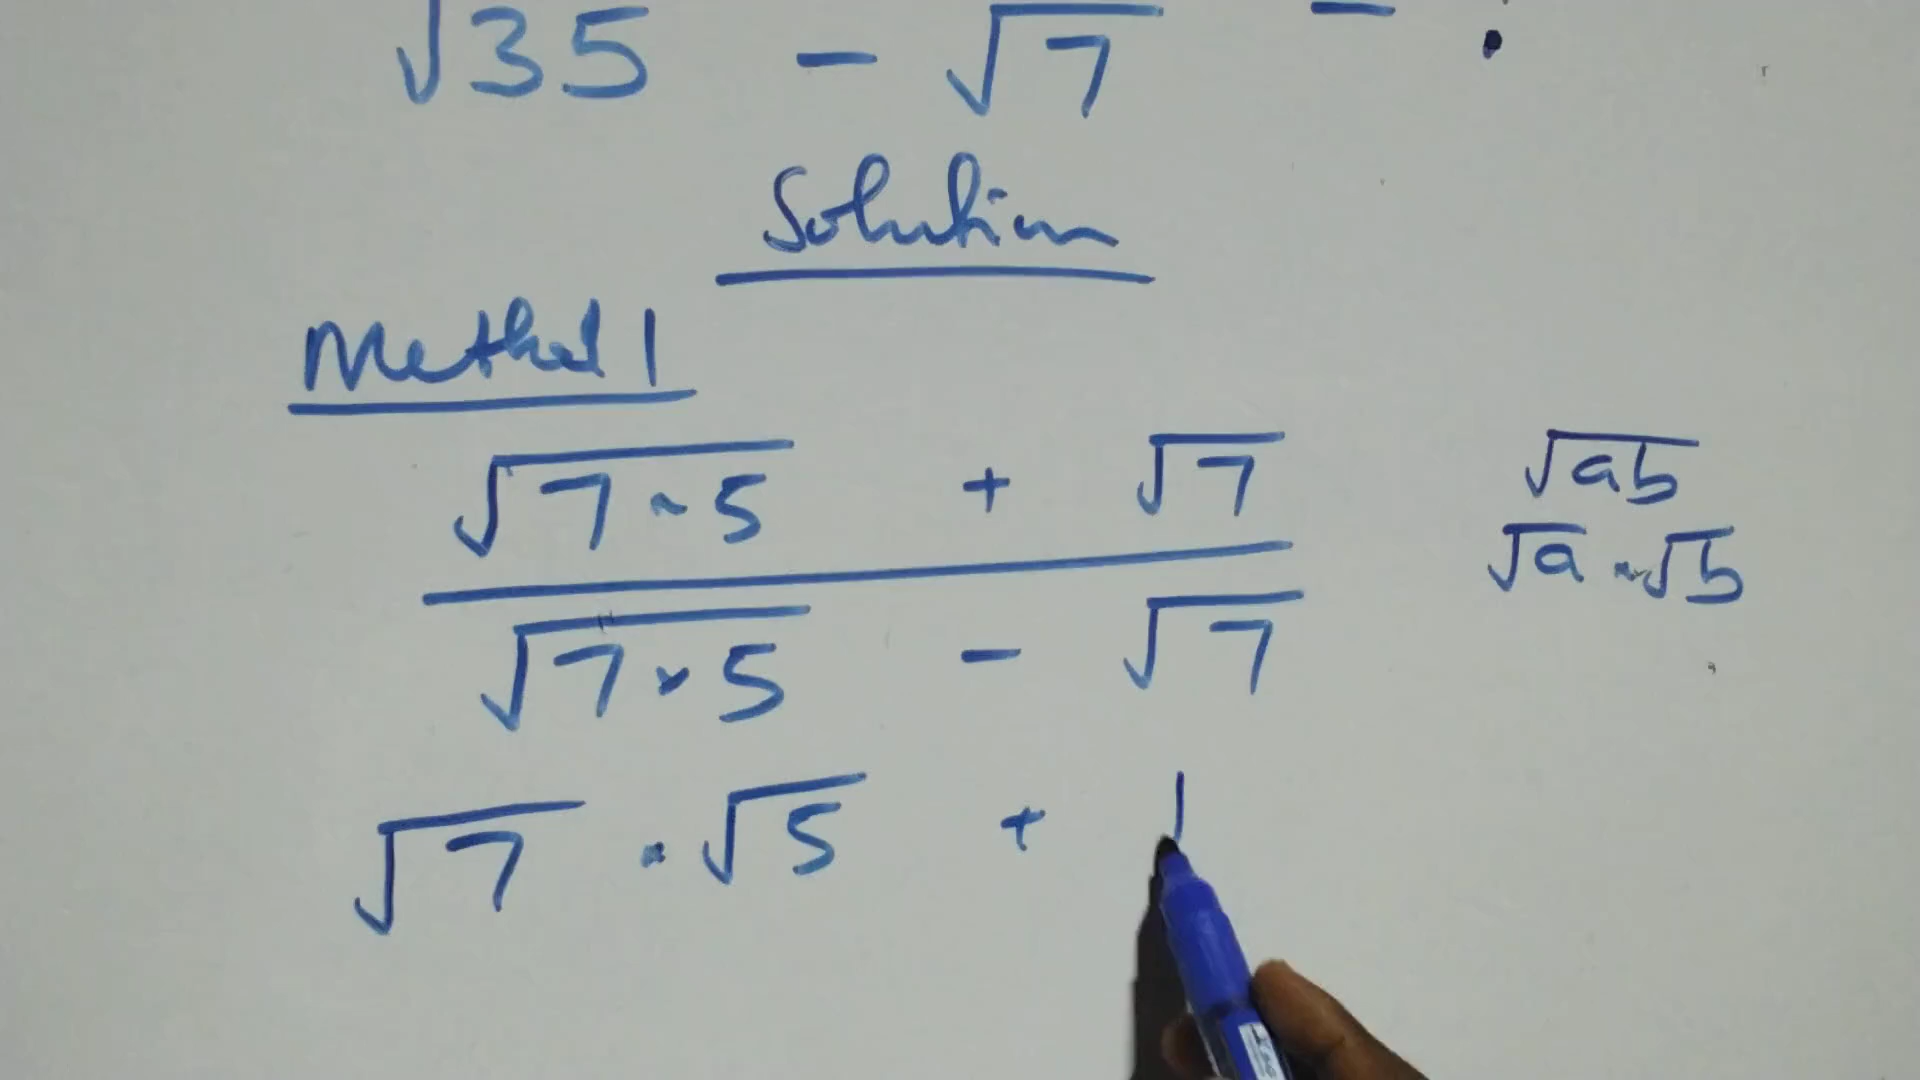 √35 - √7 = ?
Solution
Method 1
√7×5 + √7
√7×5 - √7
√ab
√a × √b
√7 × √5 +